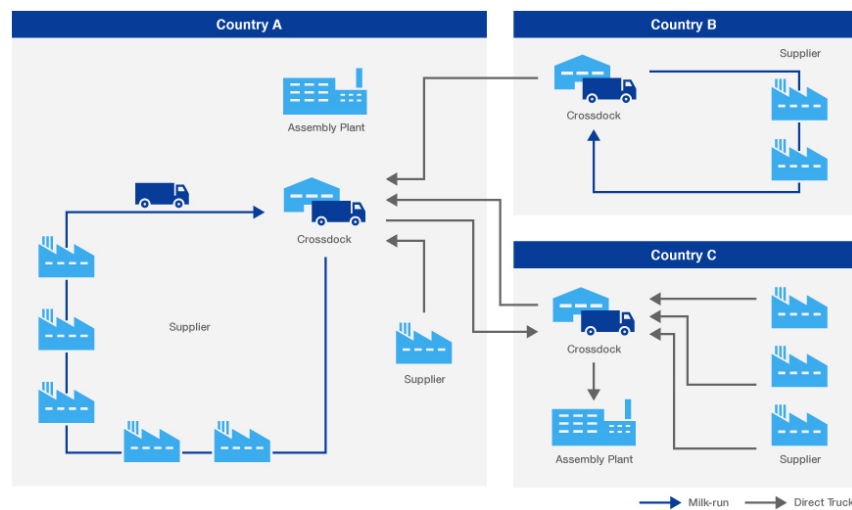 Country A
Assembly Plant
Crossdock
Supplier
Supplier
Country B
Supplier
Crossdock
Country C
Crossdock
Assembly Plant
Supplier
Milk-run
Direct Truck